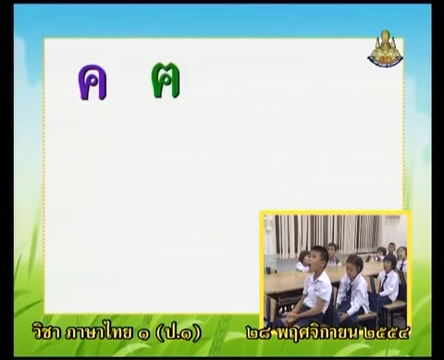 ค ฅ
วิชา ภาษาไทย ๑ (ป.๑) ๒๘ พฤศจิกายน ๒๕๕๔